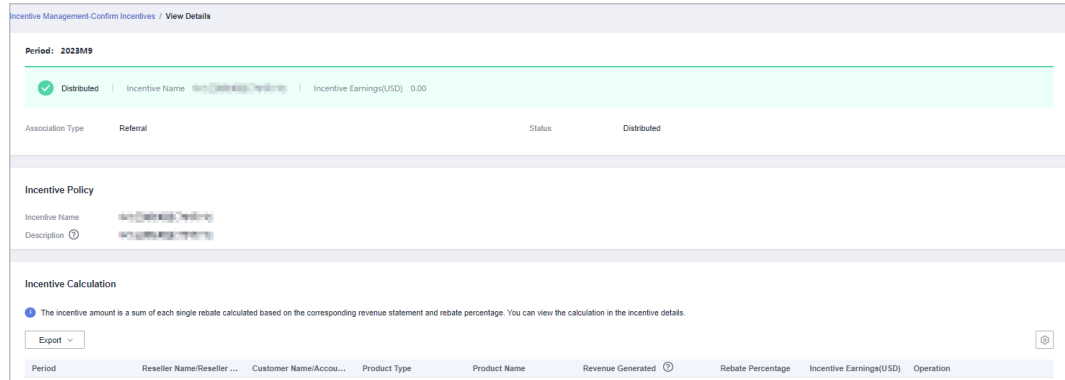 Incentive Management-Confirm Incentives / View Details
Period: 2023M9
Distributed | Incentive Name | Incentive Earnings(USD) 0.00
Association Type Referral Status Distributed
Incentive Policy
Incentive Name
Description ?
Incentive Calculation
i The incentive amount is a sum of each single rebate calculated based on the corresponding revenue statement and rebate percentage. You can view the calculation in the incentive details.
Export
Period Reseller Name/Reseller ... Customer Name/Accou... Product Type Product Name Revenue Generated ? Rebate Percentage Incentive Earnings(USD) Operation